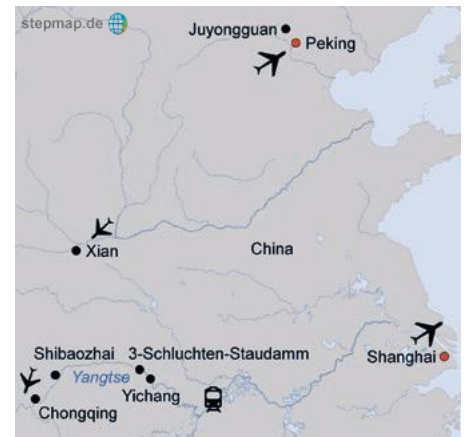 stepmap.de
Juyongguan
Peking
Xian
China
Shibaozhai
3-Schluchten-Staudamm
Shanghai
Yangtse
Yichang
Chongqing